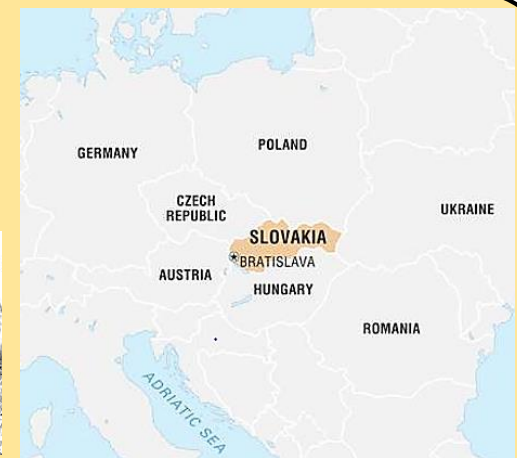 GERMANY
POLAND
CZECH
REPUBLIC
UKRAINE
SLOVAKIA
BRATISLAVA
AUSTRIA
HUNGARY
ROMANIA
ADRIATIC SEA